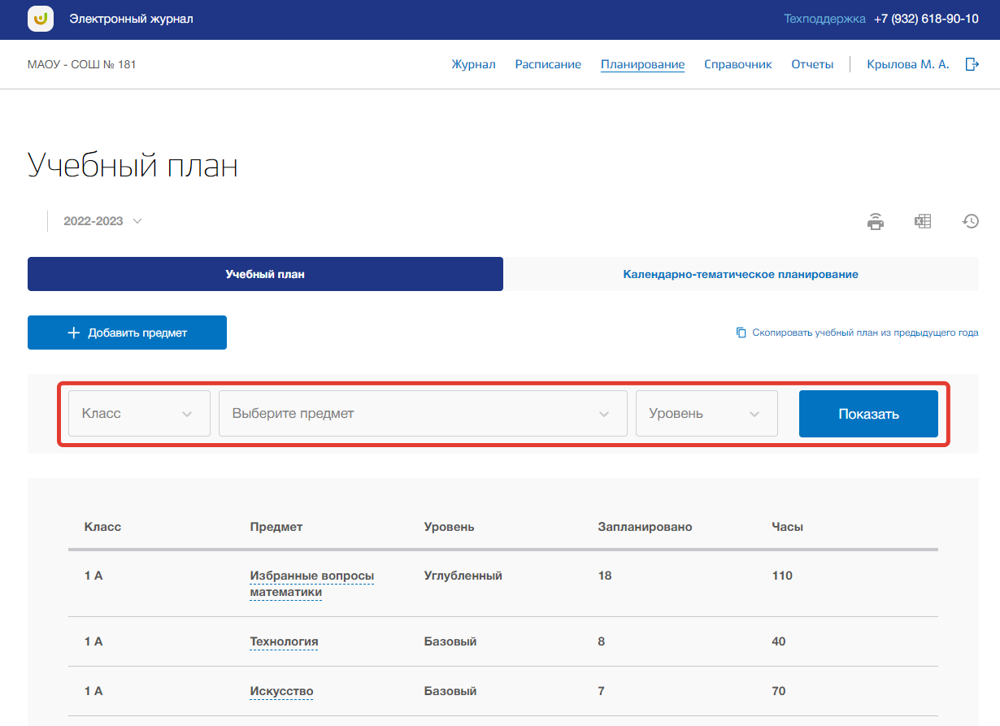 Электронный журнал
Техподдержка +7 (932) 618-90-10
МАОУ - СОШ № 181
Журнал Расписание Планирование Справочник Отчеты Крылова М. А.
Учебный план
2022-2023
Учебный план
Календарно-тематическое планирование
Добавить предмет
Скопировать учебный план из предыдущего года
Класс Выберите предмет Уровень Показать
Класс Предмет Уровень Запланировано Часы
1 А Избранные вопросы Углубленный 18 110
математики
1 А Технология Базовый 8 40
1 А Искусство Базовый 7 70